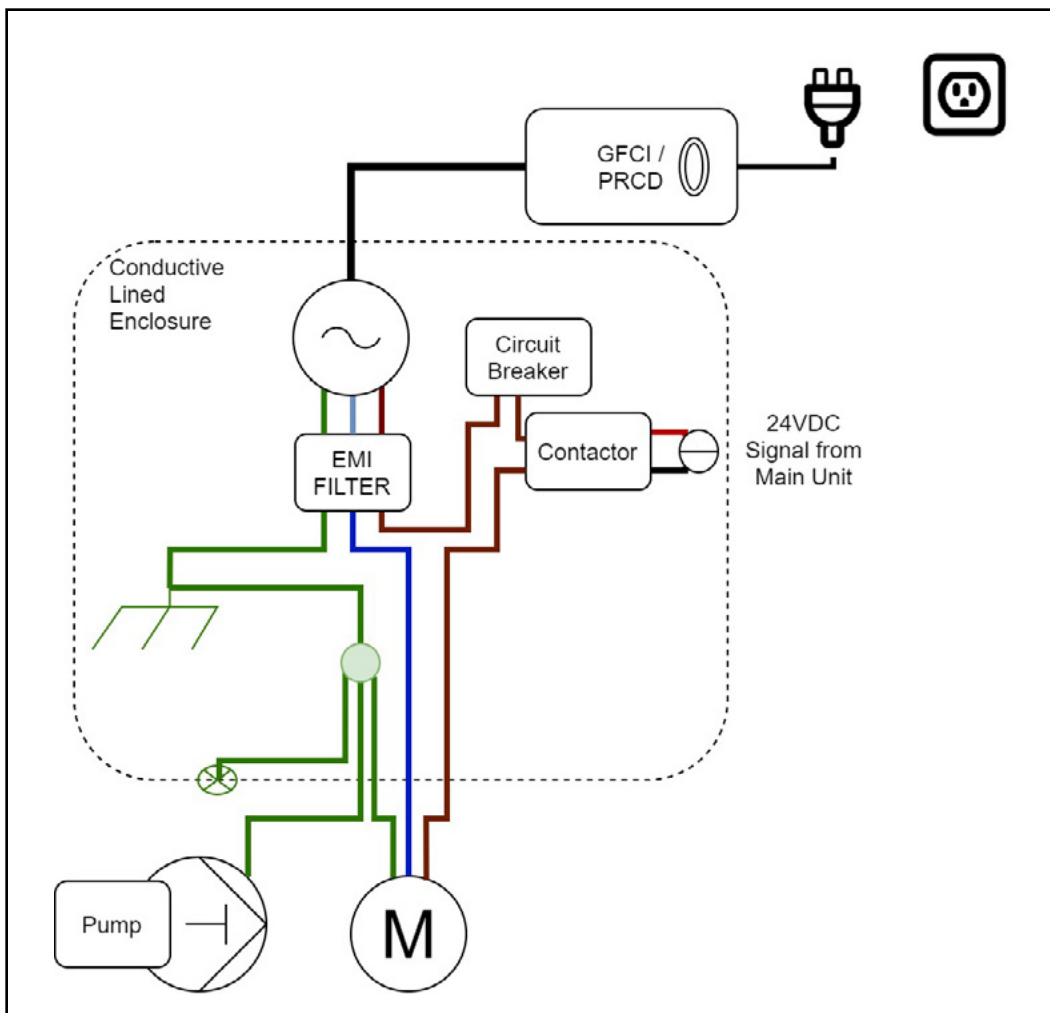 GFCI /
PRCD
Conductive
Lined
Enclosure
Circuit
Breaker
24VDC
Signal from
Main Unit
Contactor
EMI
FILTER
Pump
M